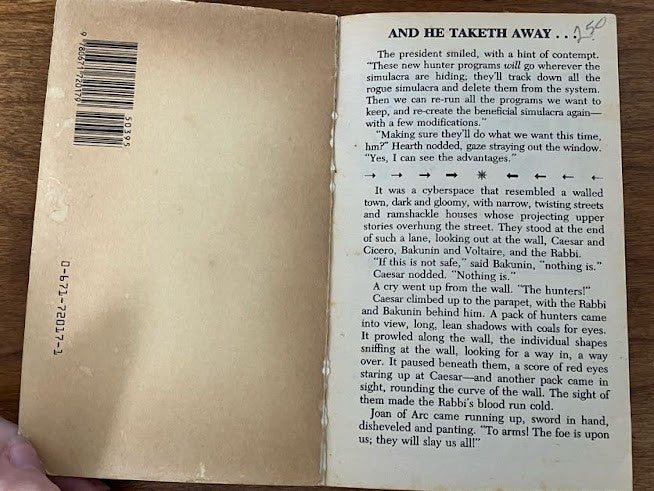 9 780671 720179
50395
0-671-72017-1
AND HE TAKETH AWAY . . .
250
The president smiled, with a hint of contempt.
"These new hunter programs will go wherever the
simulacra are hiding; they'll track down all the
rogue simulacra and delete them from the system.
Then we can re-run all the programs we want to
keep, and re-create the beneficial simulacra again—
with a few modifications."
"Making sure they'll do what we want this time,
hm?" Hearth nodded, gaze straying out the window.
"Yes, I can see the advantages."
→ → → → ✳ ← ← ← ←
It was a cyberspace that resembled a walled
town, dark and gloomy, with narrow, twisting streets
and ramshackle houses whose projecting upper
stories overhung the street. They stood at the end
of such a lane, looking out at the wall, Caesar and
Cicero, Bakunin and Voltaire, and the Rabbi.
"If this is not safe," said Bakunin, "nothing is."
Caesar nodded. "Nothing is."
A cry went up from the wall. "The hunters!"
Caesar climbed up to the parapet, with the Rabbi
and Bakunin behind him. A pack of hunters came
into view, long, lean shadows with coals for eyes.
It prowled along the wall, the individual shapes
sniffing at the wall, looking for a way in, a way
over. It paused beneath them, a score of red eyes
staring up at Caesar—and another pack came in
sight, rounding the curve of the wall. The sight of
them made the Rabbi's blood run cold.
Joan of Arc came running up, sword in hand,
disheveled and panting. "To arms! The foe is upon
us; they will slay us all!"